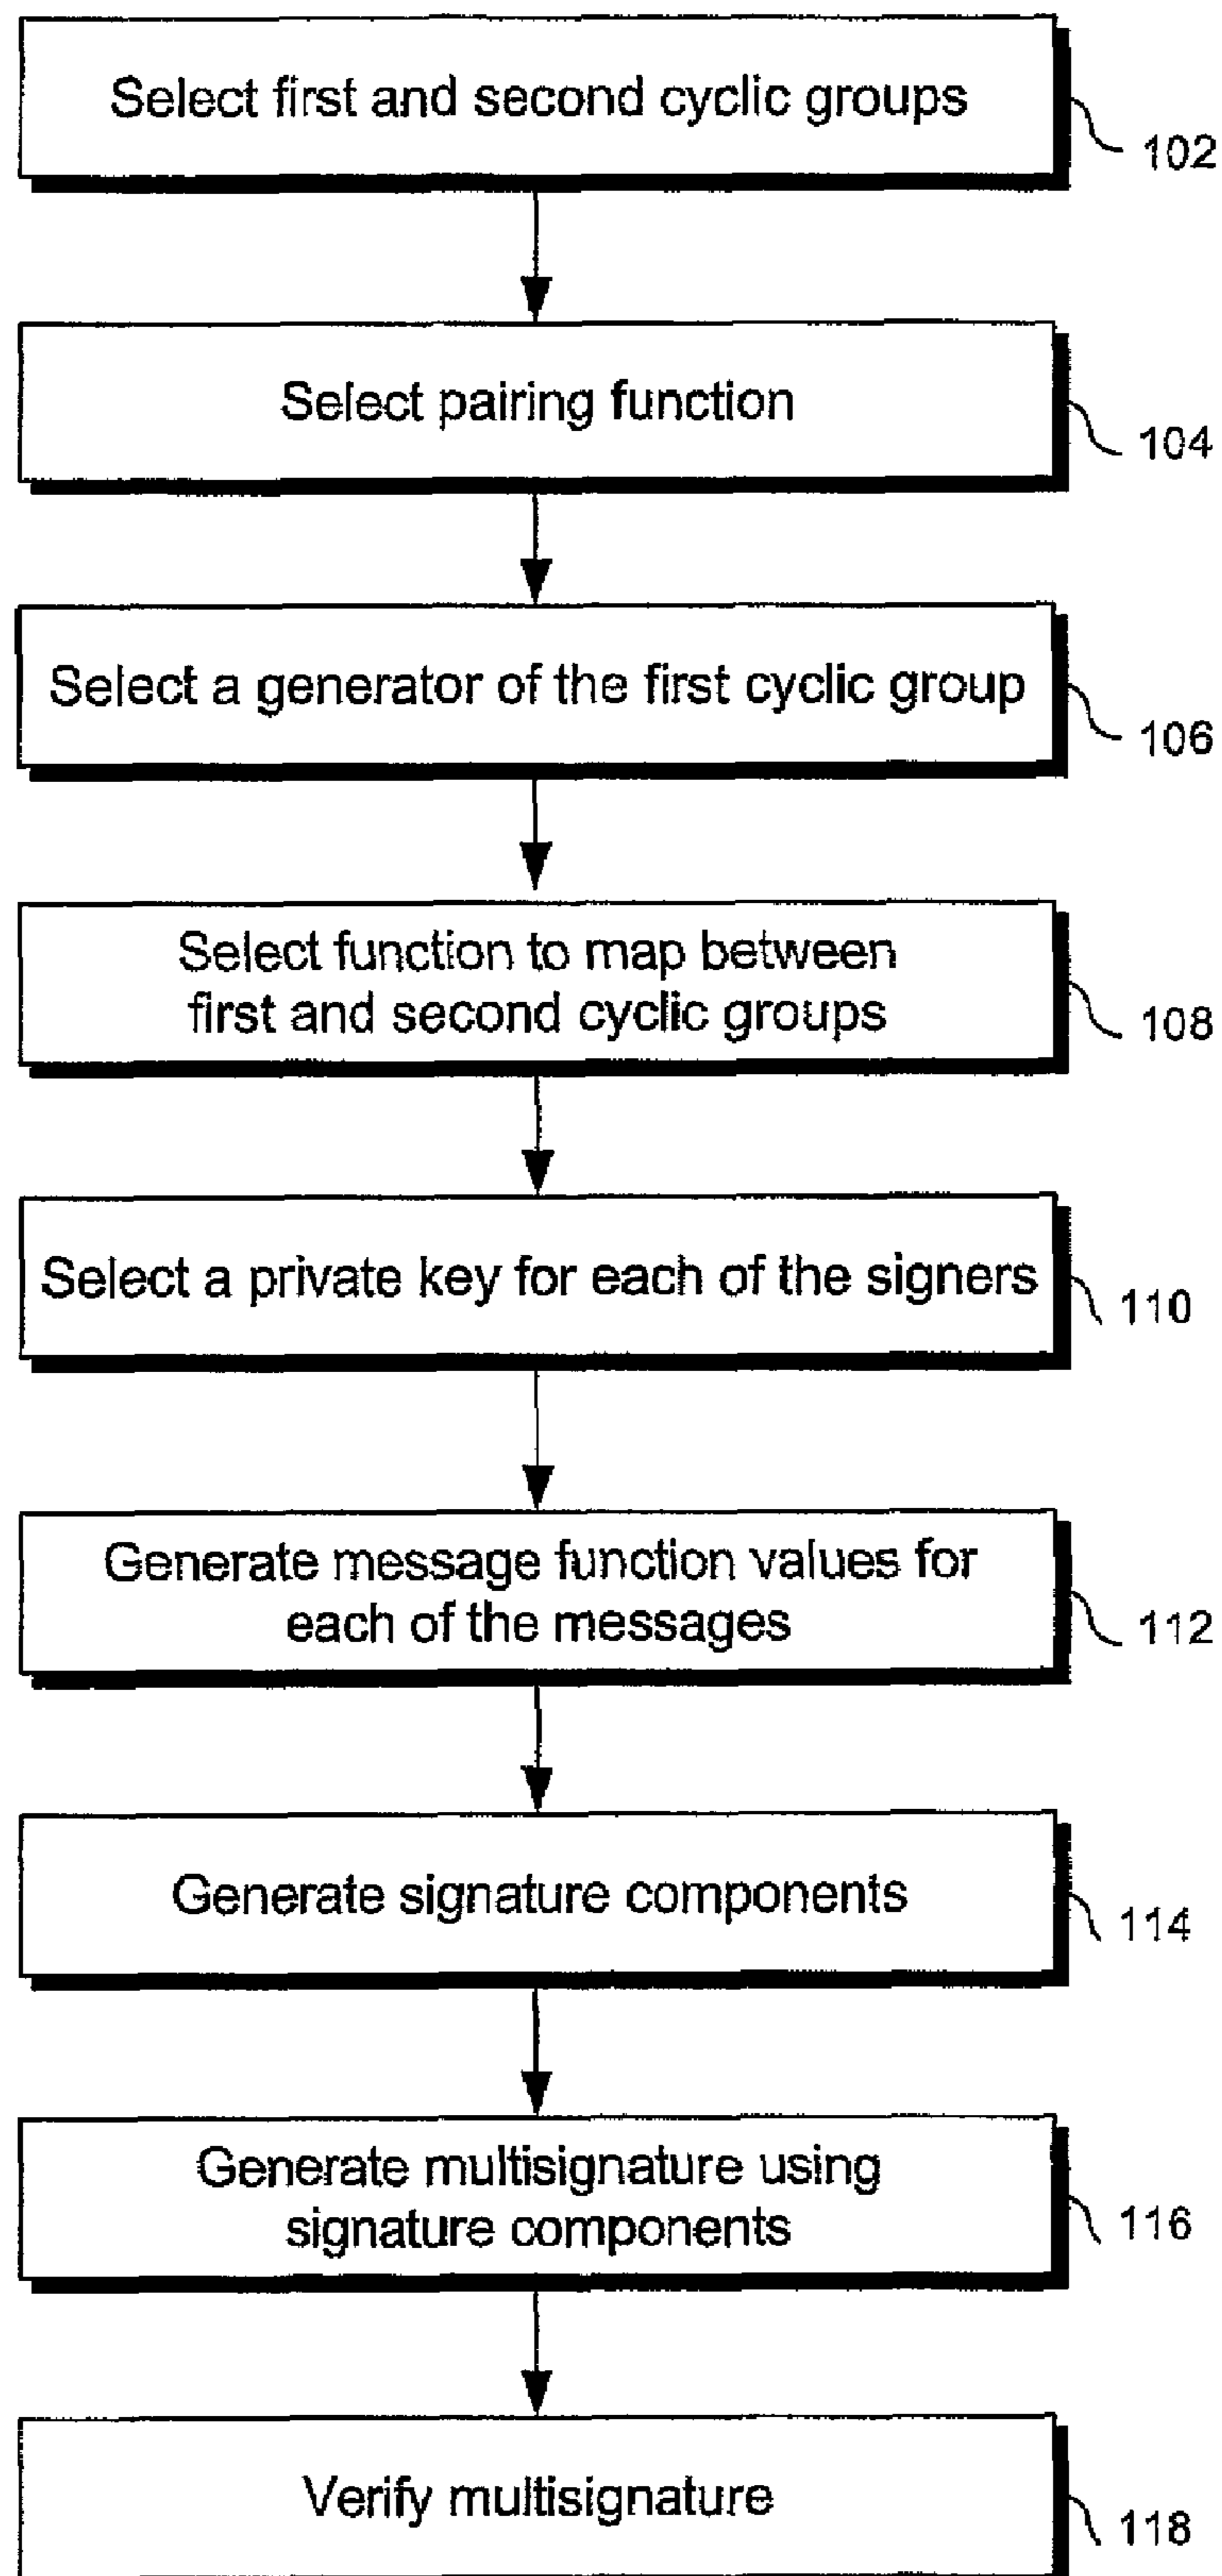 Select first and second cyclic groups
102
Select pairing function
104
Select a generator of the first cyclic group
106
Select function to map between
first and second cyclic groups
108
Select a private key for each of the signers
110
Generate message function values for
each of the messages
112
Generate signature components
114
Generate multisignature using
signature components
116
Verify multisignature
118